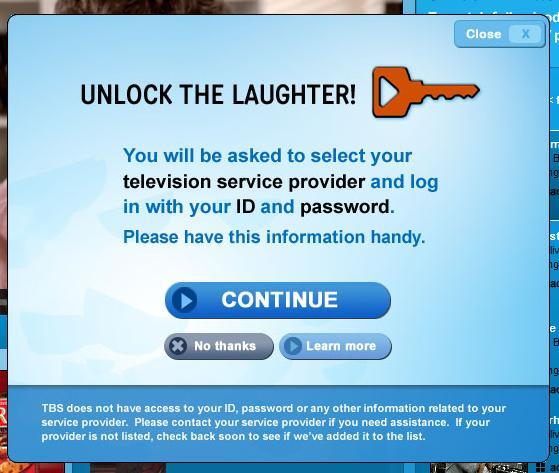 Close X
UNLOCK THE LAUGHTER!
You will be asked to select your
television service provider and log
in with your ID and password.
Please have this information handy.
CONTINUE
No thanks
Learn more
TBS does not have access to your ID, password or any other information related to your
service provider. Please contact your service provider if you need assistance. If your
provider is not listed, check back soon to see if we've added it to the list.